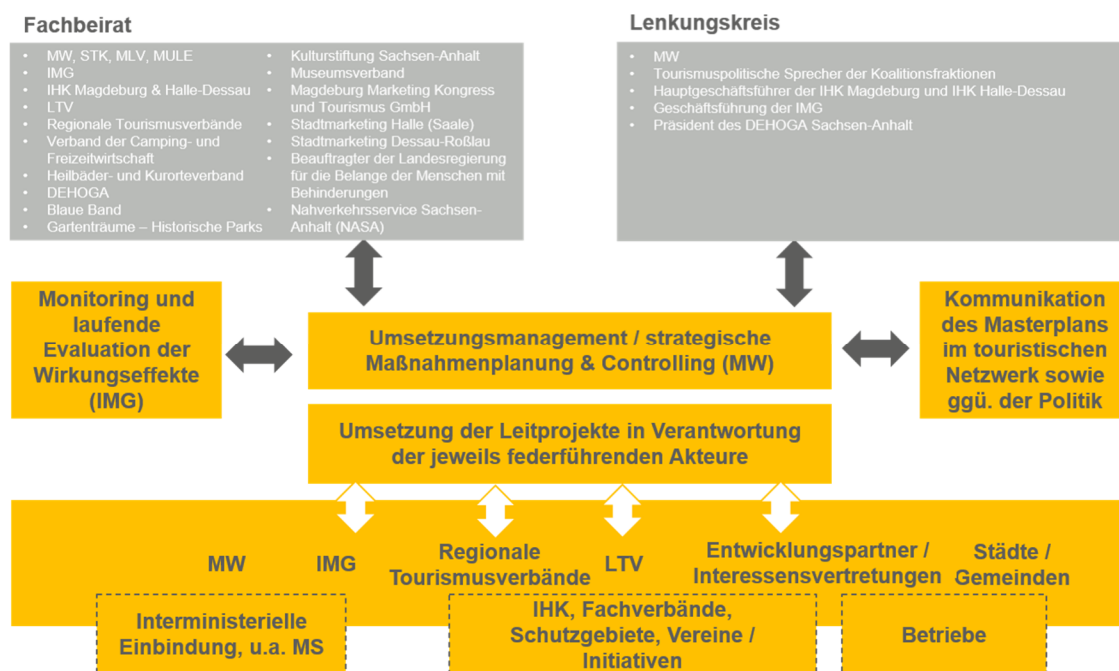 Fachbeirat
• MW, STK, MLV, MULE
• IMG
• IHK Magdeburg & Halle-Dessau
• LTV
• Regionale Tourismusverbände
• Verband der Camping- und
Freizeitwirtschaft
• Heilbäder- und Kurorteverband
• DEHOGA
• Blaue Band
• Gartenträume – Historische Parks
• Kulturstiftung Sachsen-Anhalt
• Museumsverband
• Magdeburg Marketing Kongress
und Tourismus GmbH
• Stadtmarketing Halle (Saale)
• Stadtmarketing Dessau-Roßlau
• Beauftragter der Landesregierung
für die Belange der Menschen mit
Behinderungen
• Nahverkehrsservice Sachsen-
Anhalt (NASA)
Lenkungskreis
• MW
• Tourismuspolitische Sprecher der Koalitionsfraktionen
• Hauptgeschäftsführer der IHK Magdeburg und IHK Halle-Dessau
• Geschäftsführung der IMG
• Präsident des DEHOGA Sachsen-Anhalt
Monitoring und
laufende
Evaluation der
Wirkungseffekte
(IMG)
Umsetzungsmanagement / strategische
Maßnahmenplanung & Controlling (MW)
Kommunikation
des Masterplans
im touristischen
Netzwerk sowie
ggü. der Politik
Umsetzung der Leitprojekte in Verantwortung
der jeweils federführenden Akteure
MW
IMG
Regionale
Tourismusverbände
LTV
Entwicklungspartner /
Interessensvertretungen
Städte /
Gemeinden
Interministerielle
Einbindung, u.a. MS
IHK, Fachverbände,
Schutzgebiete, Vereine /
Initiativen
Betriebe